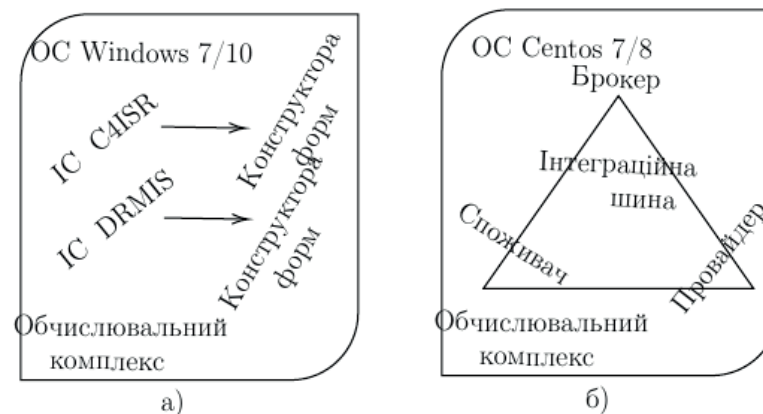 ОС Windows 7/10
ІС C4ISR
Конструктора
форм
ІС DRMIS
Конструктора
форм
Обчислювальний
комплекс
а)
ОС Centos 7/8
Брокер
Інтеграційна
шина
Споживач
Провайдер
Обчислювальний
комплекс
б)